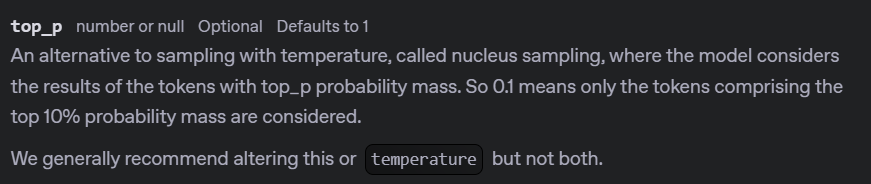 top_p number or null Optional Defaults to 1
An alternative to sampling with temperature, called nucleus sampling, where the model considers
the results of the tokens with top_p probability mass. So 0.1 means only the tokens comprising the
top 10% probability mass are considered.
We generally recommend altering this or temperature but not both.